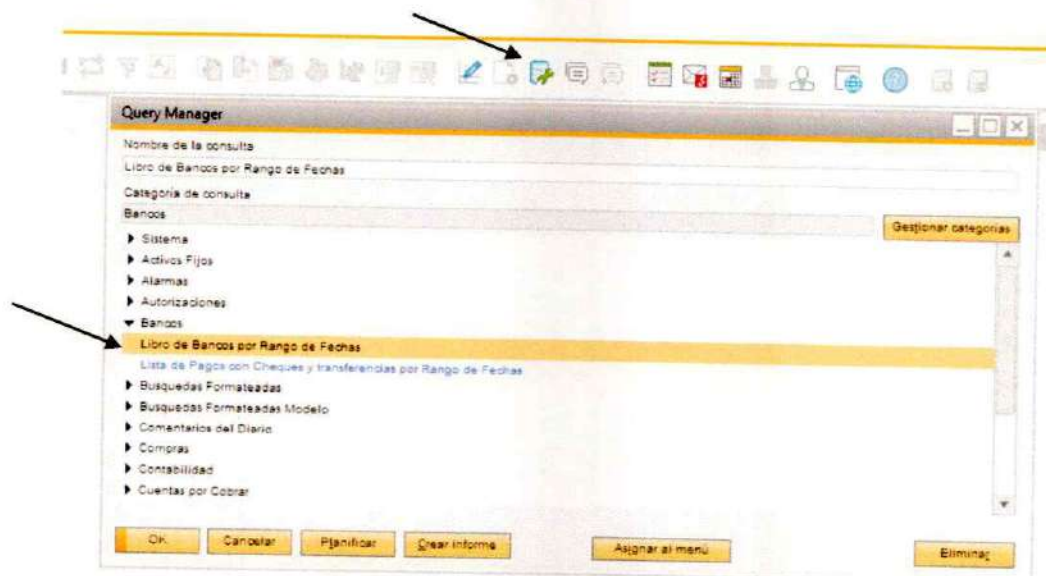 Query Manager
Nombre de la consulta
Libro de Bancos por Rango de Fechas
Categoría de consulta
Bancos
Gestionar categorías
Sistema
Activos Fijos
Alarmas
Autorizaciones
Bancos
Libro de Bancos por Rango de Fechas
Lista de Pagos con Cheques y transferencias por Rango de Fechas
Busquedas Formateadas
Busquedas Formateadas Modelo
Comentarios del Diario
Compras
Contabilidad
Cuentas por Cobrar
OK
Cancelar
Planificar
Crear informe
Asignar al menú
Eliminar